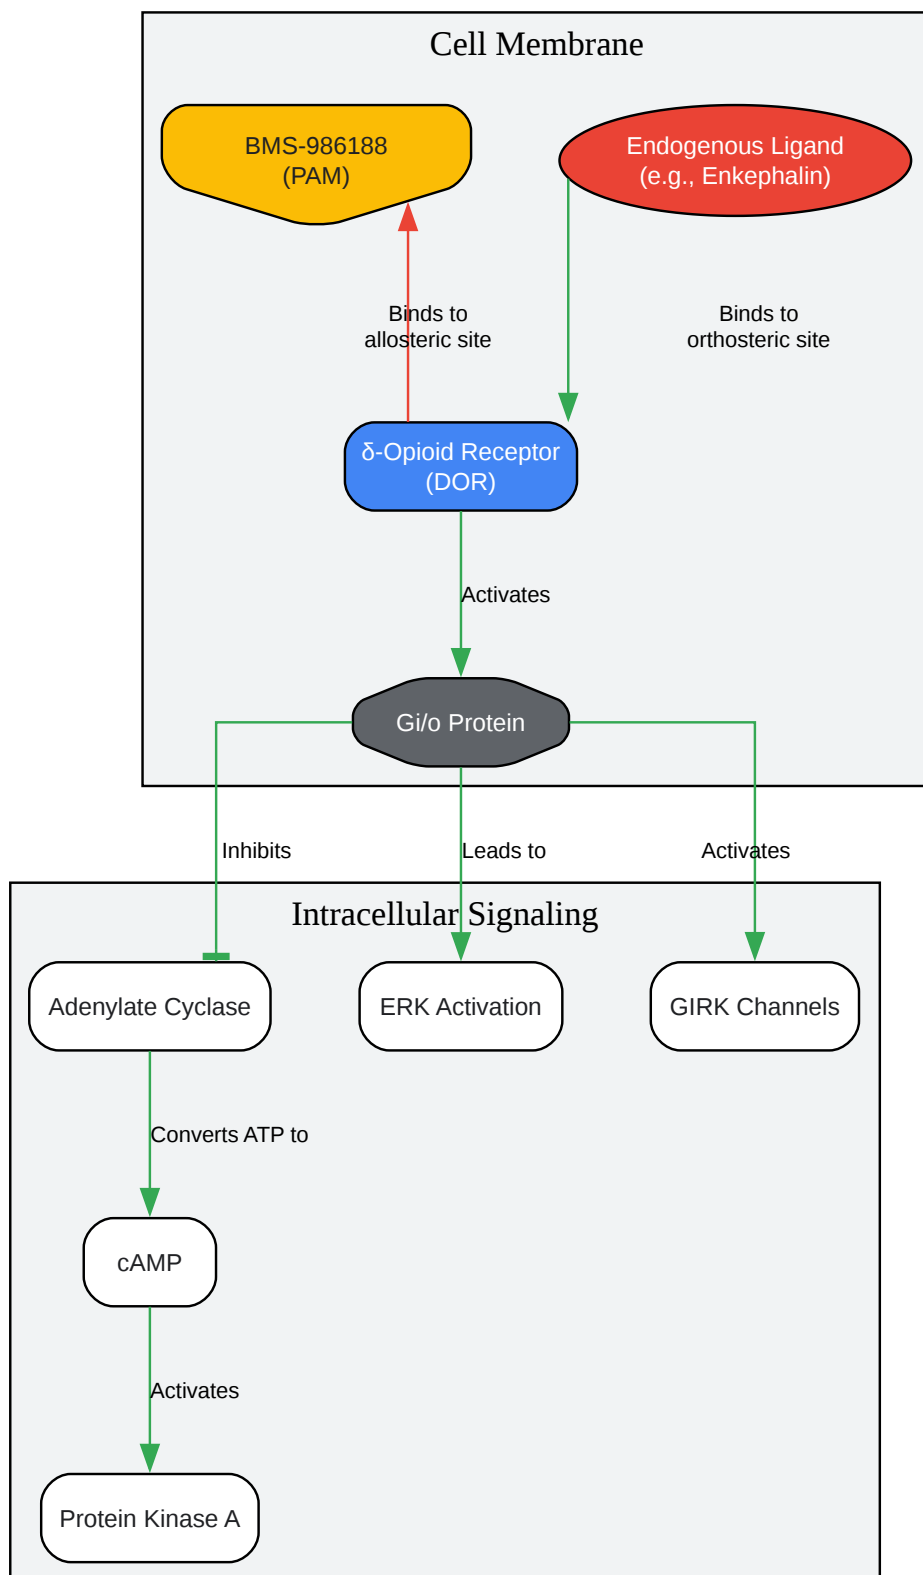 Cell Membrane
BMS-986188
(PAM)
Endogenous Ligand
(e.g., Enkephalin)
Binds to
allosteric site
Binds to
orthosteric site
δ-Opioid Receptor
(DOR)
Activates
Gi/o Protein
Inhibits
Leads to
Activates
Intracellular Signaling
Adenylate Cyclase
ERK Activation
GIRK Channels
Converts ATP to
cAMP
Activates
Protein Kinase A